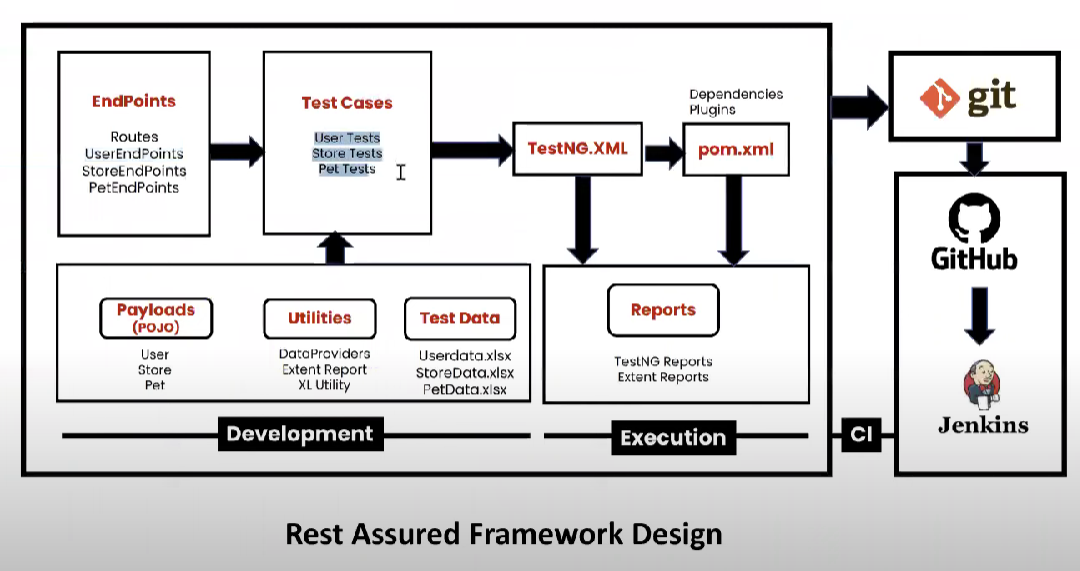 EndPoints
Routes
UserEndPoints
StoreEndPoints
PetEndPoints
Test Cases
User Tests
Store Tests
Pet Tests
TestNG.XML
Dependencies
Plugins
pom.xml
git
GitHub
Jenkins
Payloads
(POJO)
User
Store
Pet
Utilities
DataProviders
Extent Report
XL Utility
Test Data
Userdata.xlsx
StoreData.xlsx
PetData.xlsx
Reports
TestNG Reports
Extent Reports
Development
Execution
CI
Rest Assured Framework Design